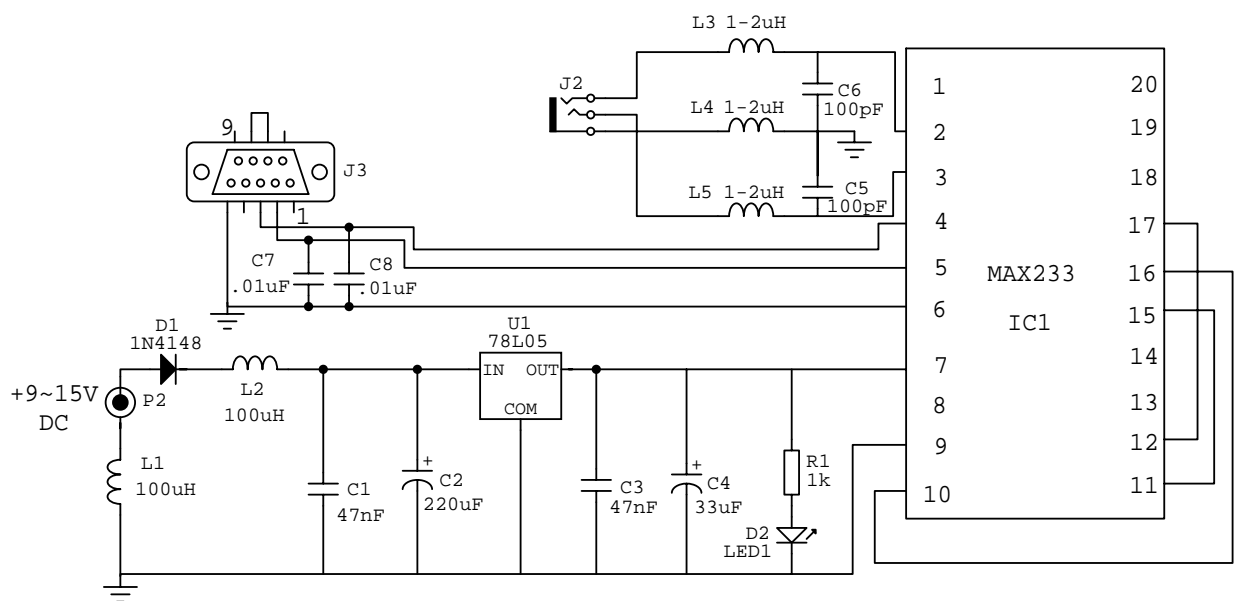 L3 1-2uH
J2
C6
100pF
L4 1-2uH
L5 1-2uH
C5
100pF
9
J3
1
C7
.01uF
C8
.01uF
D1
1N4148
+9~15V
DC
P2
L2
100uH
L1
100uH
C1
47nF
C2
220uF
+
U1
78L05
IN OUT
COM
C3
47nF
C4
33uF
+
R1
1k
D2
LED1
1
2
3
4
5
6
7
8
9
10
MAX233
IC1
20
19
18
17
16
15
14
13
12
11